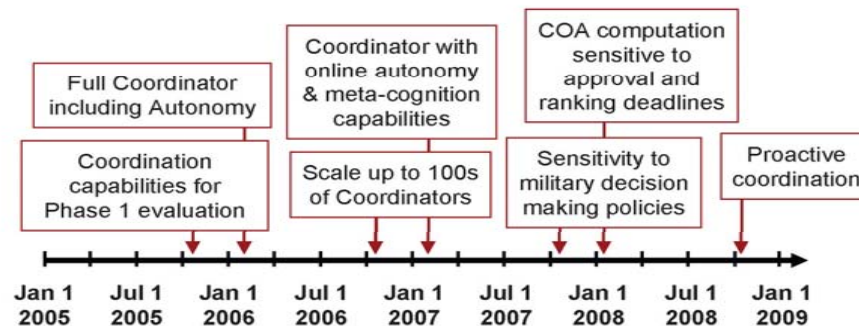 Full Coordinator
including Autonomy
Coordination
capabilities for
Phase 1 evaluation
Coordinator with
online autonomy
& meta-cognition
capabilities
Scale up to 100s
of Coordinators
COA computation
sensitive to
approval and
ranking deadlines
Sensitivity to
military decision
making policies
Proactive
coordination
Jan 1 Jul 1 Jan 1 Jul 1 Jan 1 Jul 1 Jan 1 Jul 1 Jan 1
2005 2005 2006 2006 2007 2007 2008 2008 2009